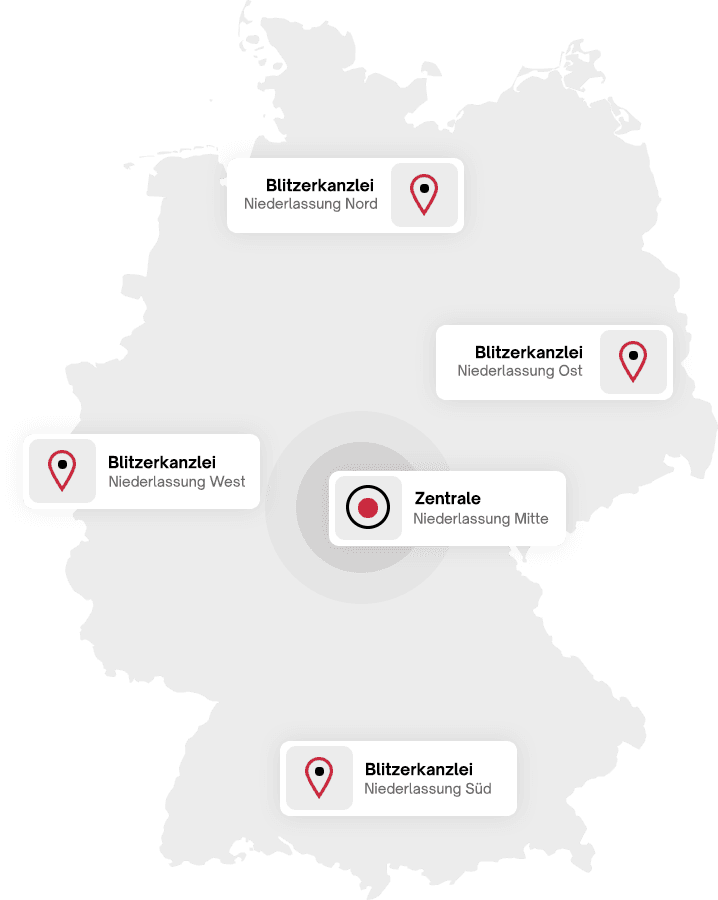 Blitzerkanzlei
Niederlassung Nord
Blitzerkanzlei
Niederlassung Ost
Blitzerkanzlei
Niederlassung West
Zentrale
Niederlassung Mitte
Blitzerkanzlei
Niederlassung Süd